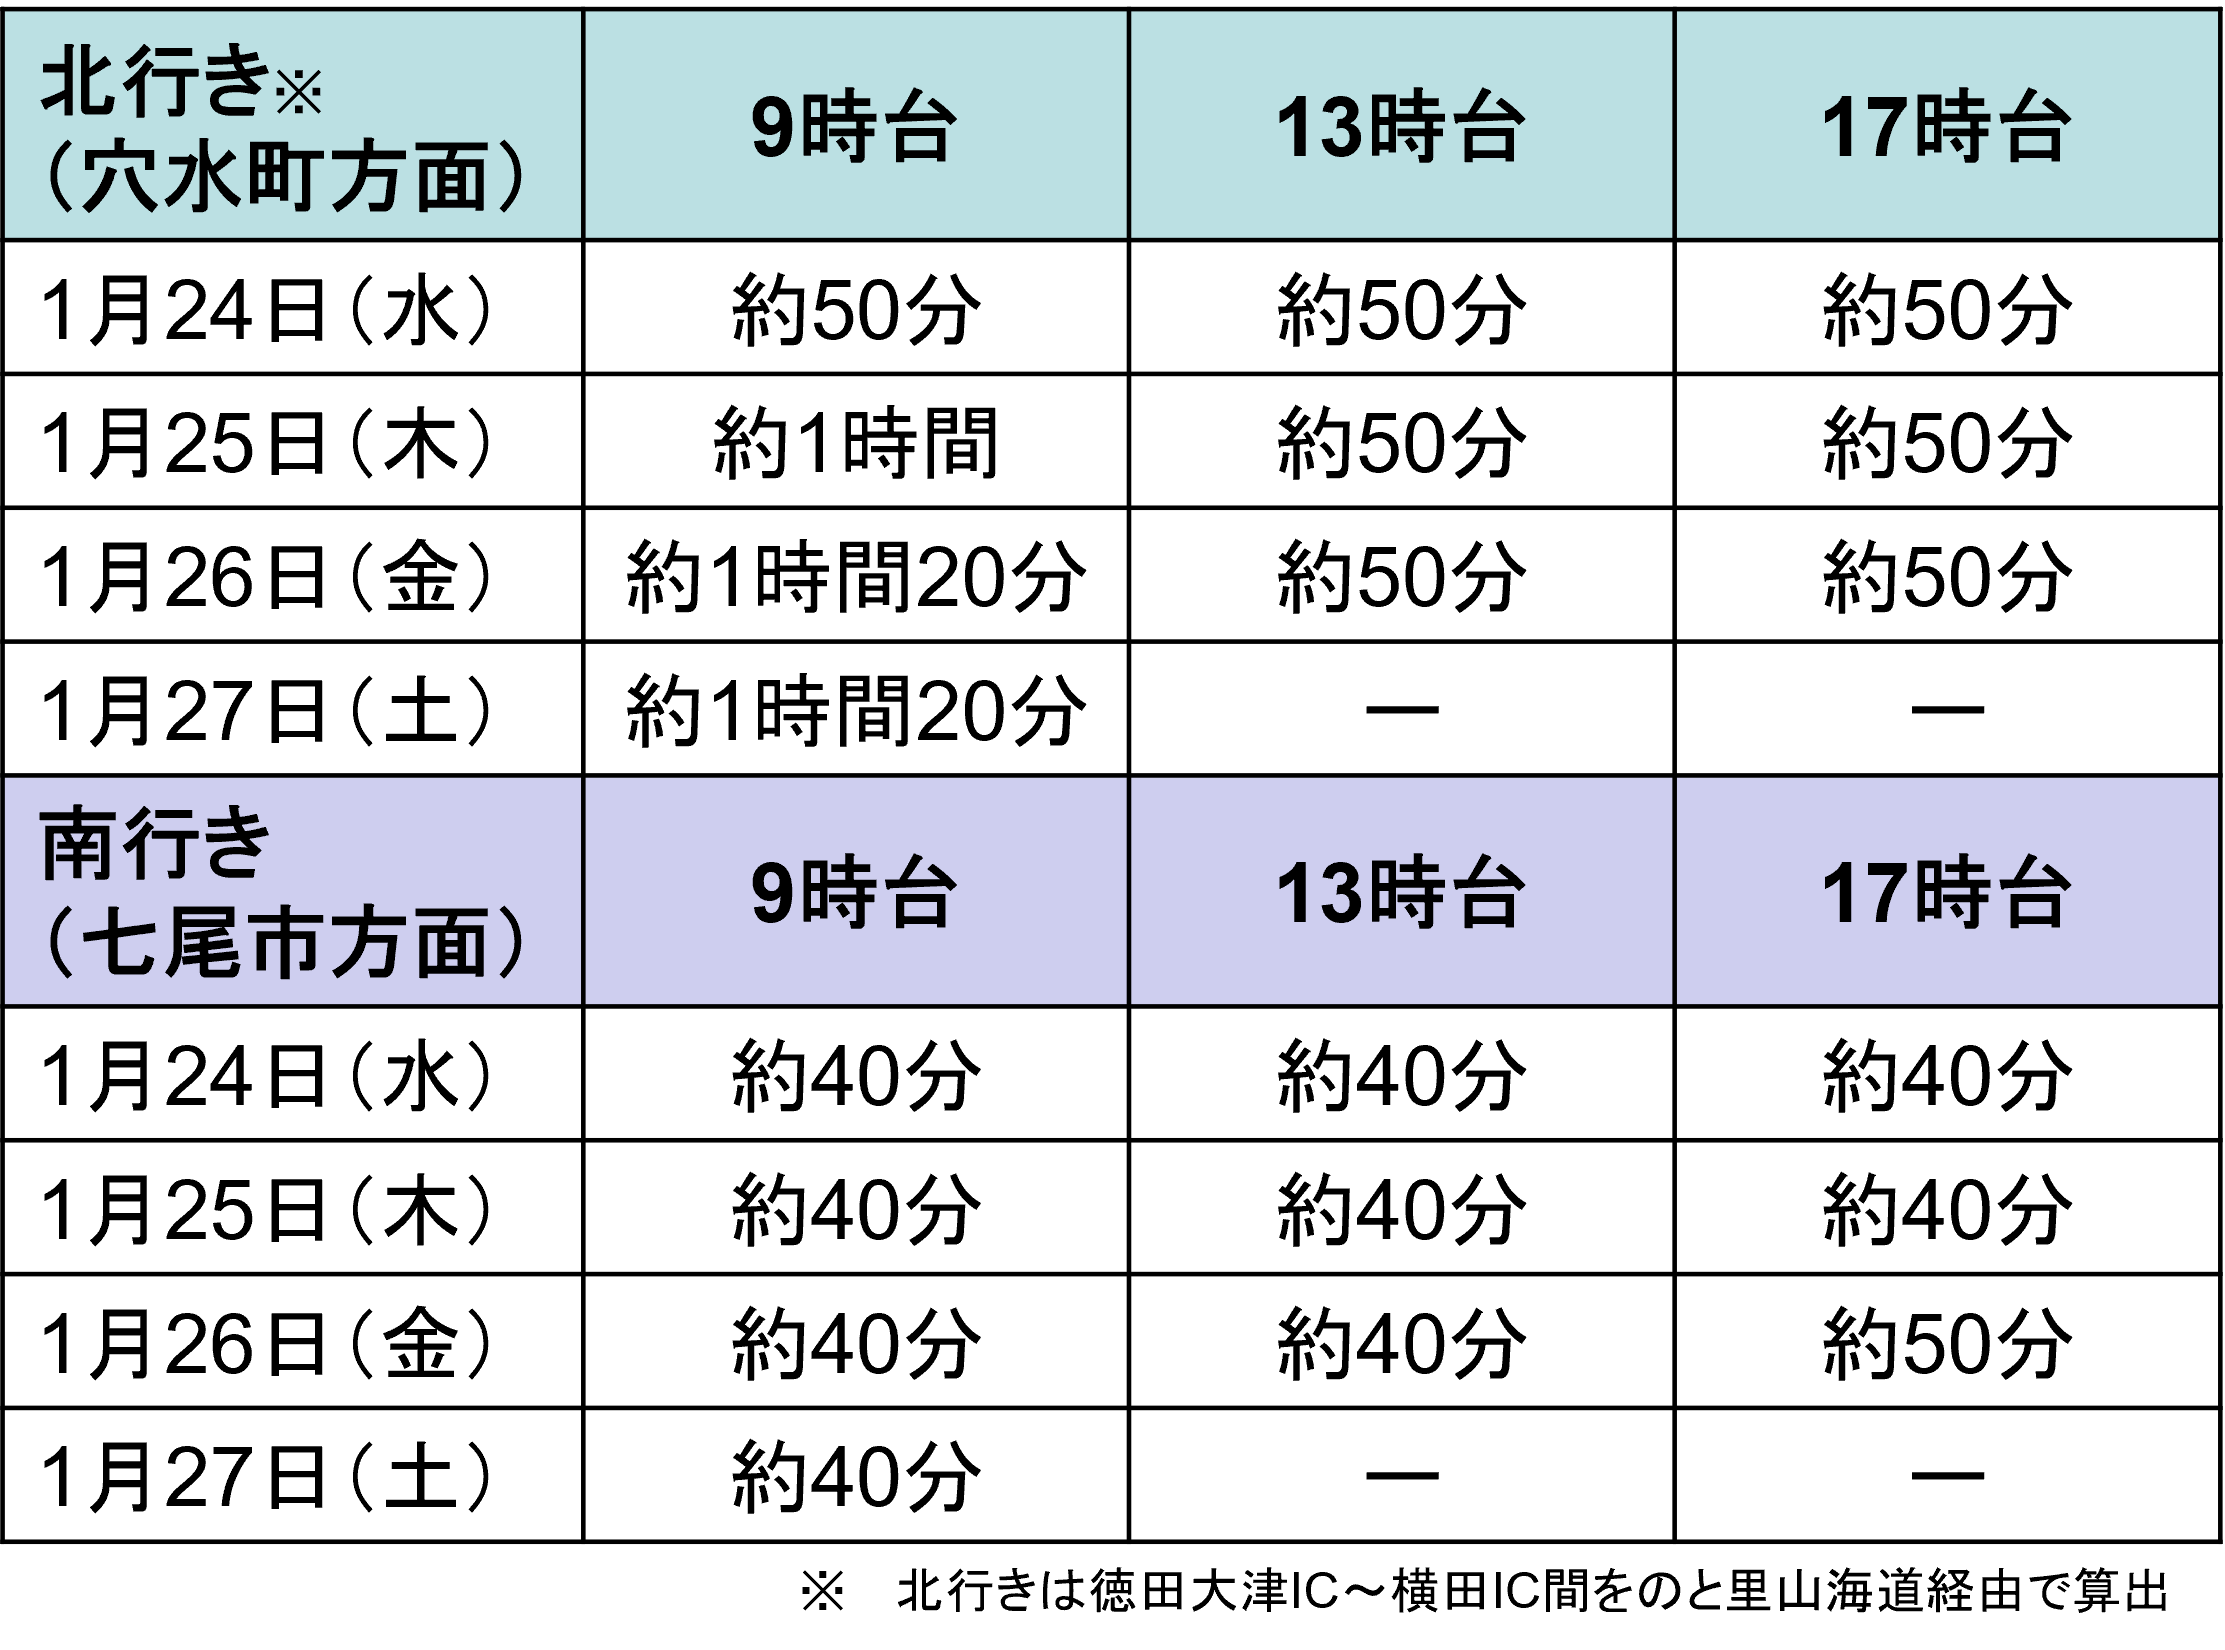 北行き※
（穴水町方面） 9時台 13時台 17時台
1月24日（水） 約50分 約50分 約50分
1月25日（木） 約1時間 約50分 約50分
1月26日（金） 約1時間20分 約50分 約50分
1月27日（土） 約1時間20分 ― ―
南行き
（七尾市方面） 9時台 13時台 17時台
1月24日（水） 約40分 約40分 約40分
1月25日（木） 約40分 約40分 約40分
1月26日（金） 約40分 約40分 約50分
1月27日（土） 約40分 ― ―
※　北行きは徳田大津IC～横田IC間をのと里山海道経由で算出